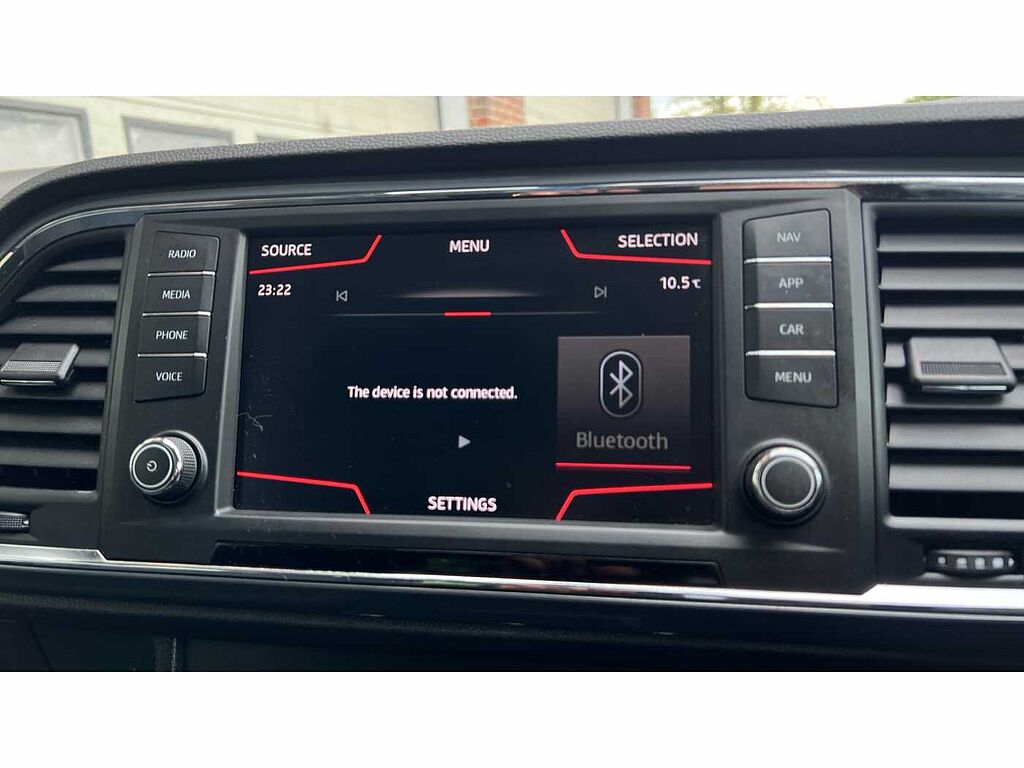 RADIO
MEDIA
PHONE
VOICE
SOURCE
MENU
SELECTION
23:22
10.5°C
The device is not connected.
Bluetooth
SETTINGS
NAV
APP
CAR
MENU